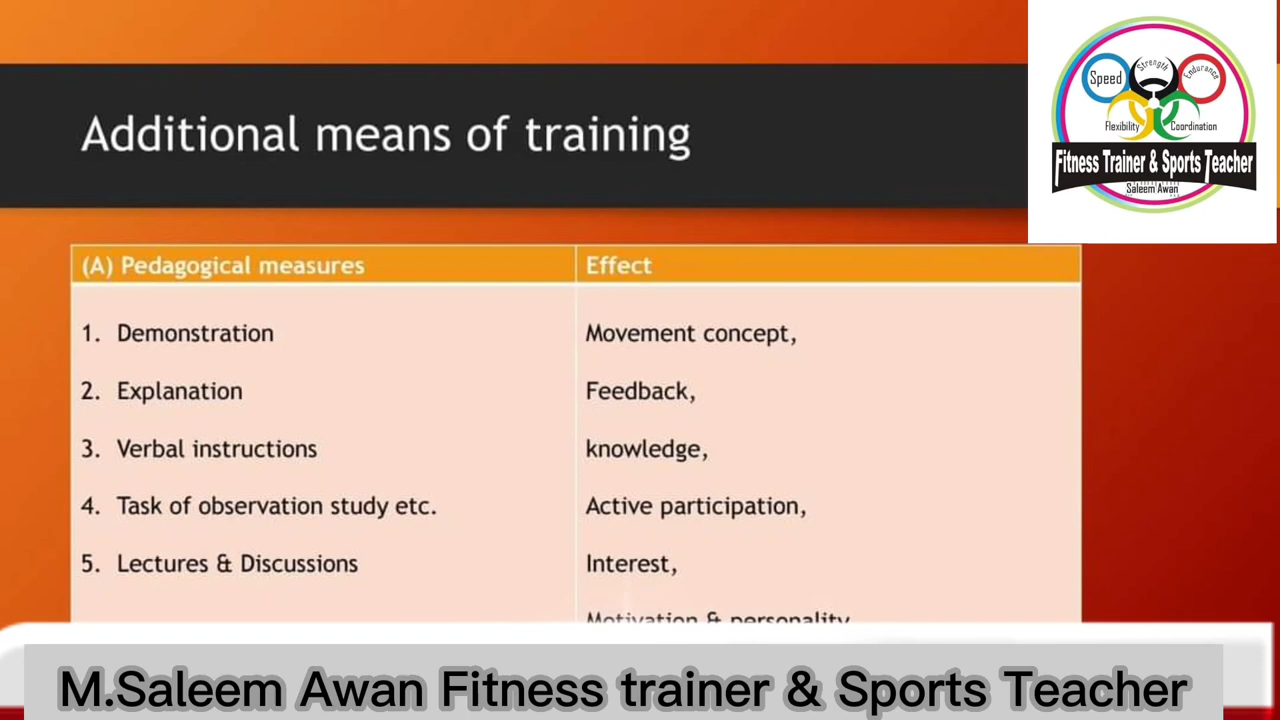 Additional means of training
Speed
Strength
Endurance
Flexibility
Coordination
Fitness Trainer & Sports Teacher
Saleem Awan
(A) Pedagogical measures Effect
1. Demonstration Movement concept,
2. Explanation Feedback,
3. Verbal instructions knowledge,
4. Task of observation study etc. Active participation,
5. Lectures & Discussions Interest,
Motivation & personality
M.Saleem Awan Fitness trainer & Sports Teacher